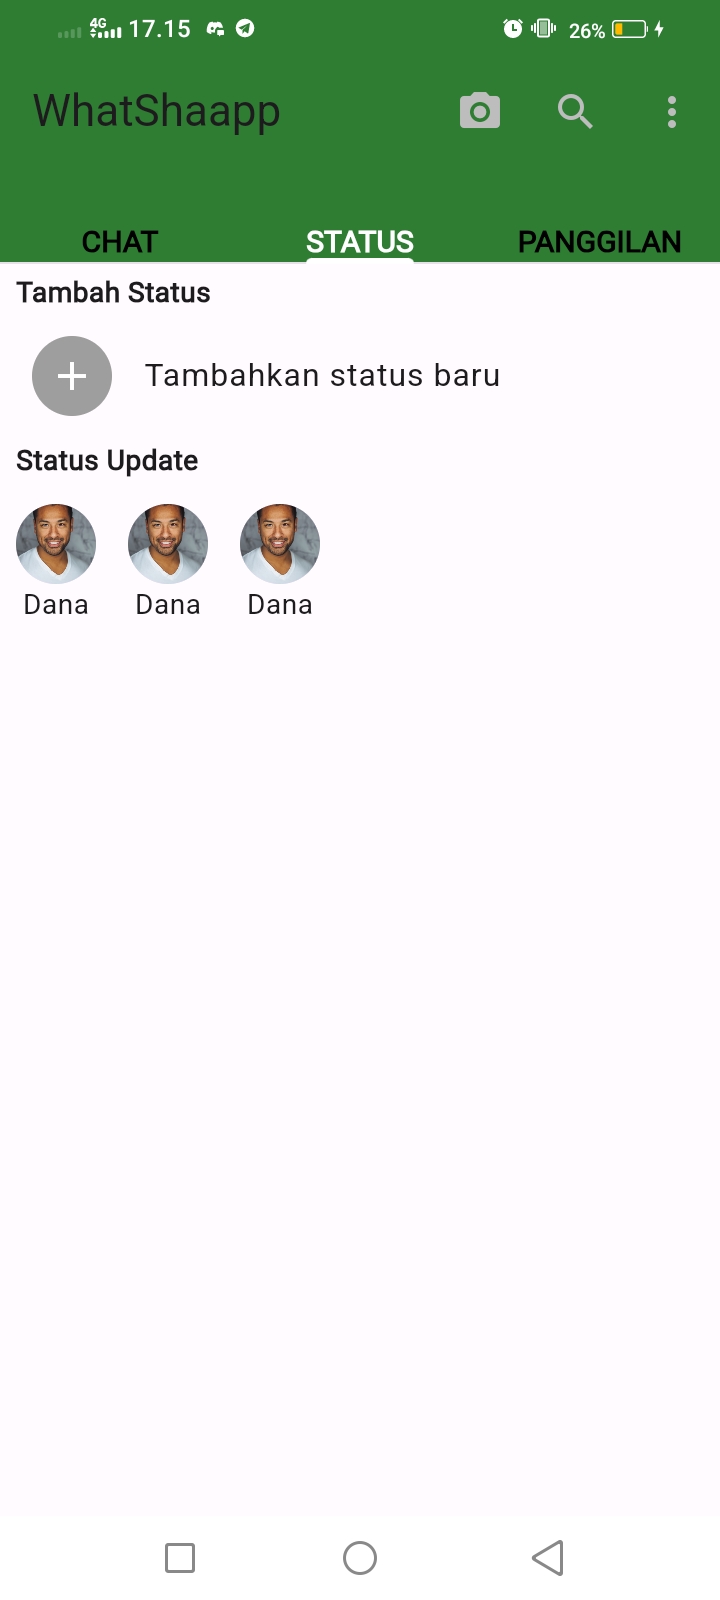 4G 17.15 26%
WhatShaapp
CHAT STATUS PANGGILAN
Tambah Status
Tambahkan status baru
Status Update
Dana Dana Dana